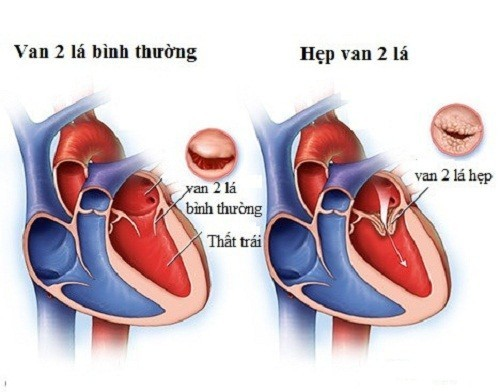 Van 2 lá bình thường
Hẹp van 2 lá
van 2 lá
bình thường
Thất trái
van 2 lá hẹp